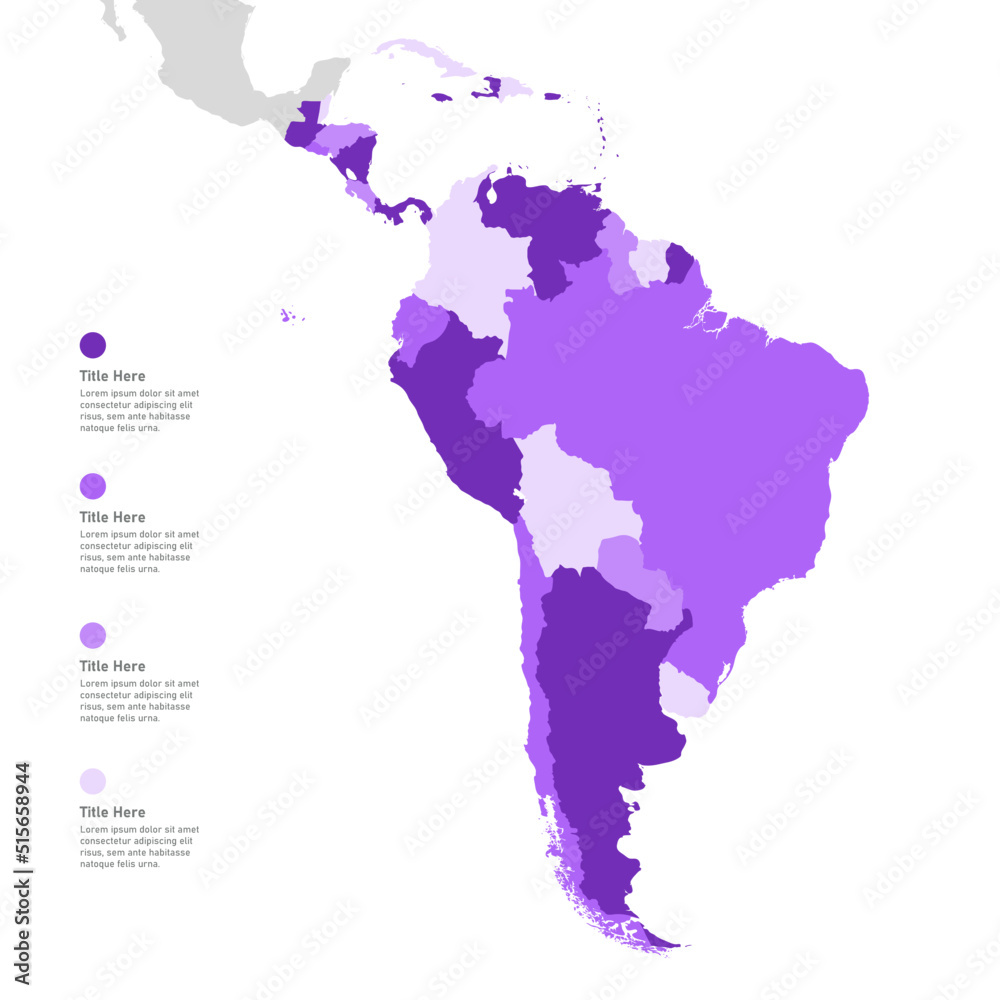 Title Here
Lorem ipsum dolor sit amet
consectetur adipiscing elit
risus, sem ante habitasse
natoque felis urna.
Title Here
Lorem ipsum dolor sit amet
consectetur adipiscing elit
risus, sem ante habitasse
natoque felis urna.
Title Here
Lorem ipsum dolor sit amet
consectetur adipiscing elit
risus, sem ante habitasse
natoque felis urna.
Title Here
Lorem ipsum dolor sit amet
consectetur adipiscing elit
risus, sem ante habitasse
natoque felis urna.
Adobe Stock | #515658944